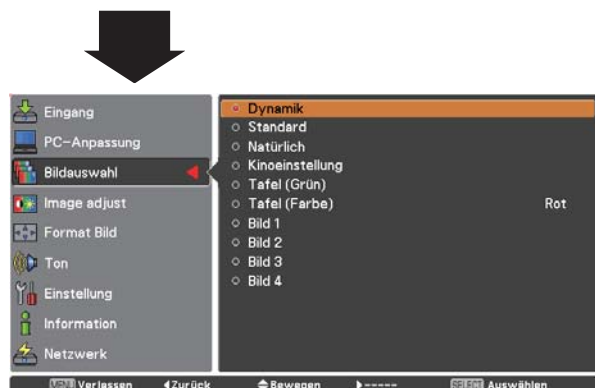 Eingang
PC-Anpassung
Bildauswahl
Image adjust
Format Bild
Ton
Einstellung
Information
Netzwerk
Dynamik
Standard
Natürlich
Kinoeinstellung
Tafel (Grün)
Tafel (Farbe) Rot
Bild 1
Bild 2
Bild 3
Bild 4
MENU Verlassen Zurück Bewegen ----- SELECT Auswählen